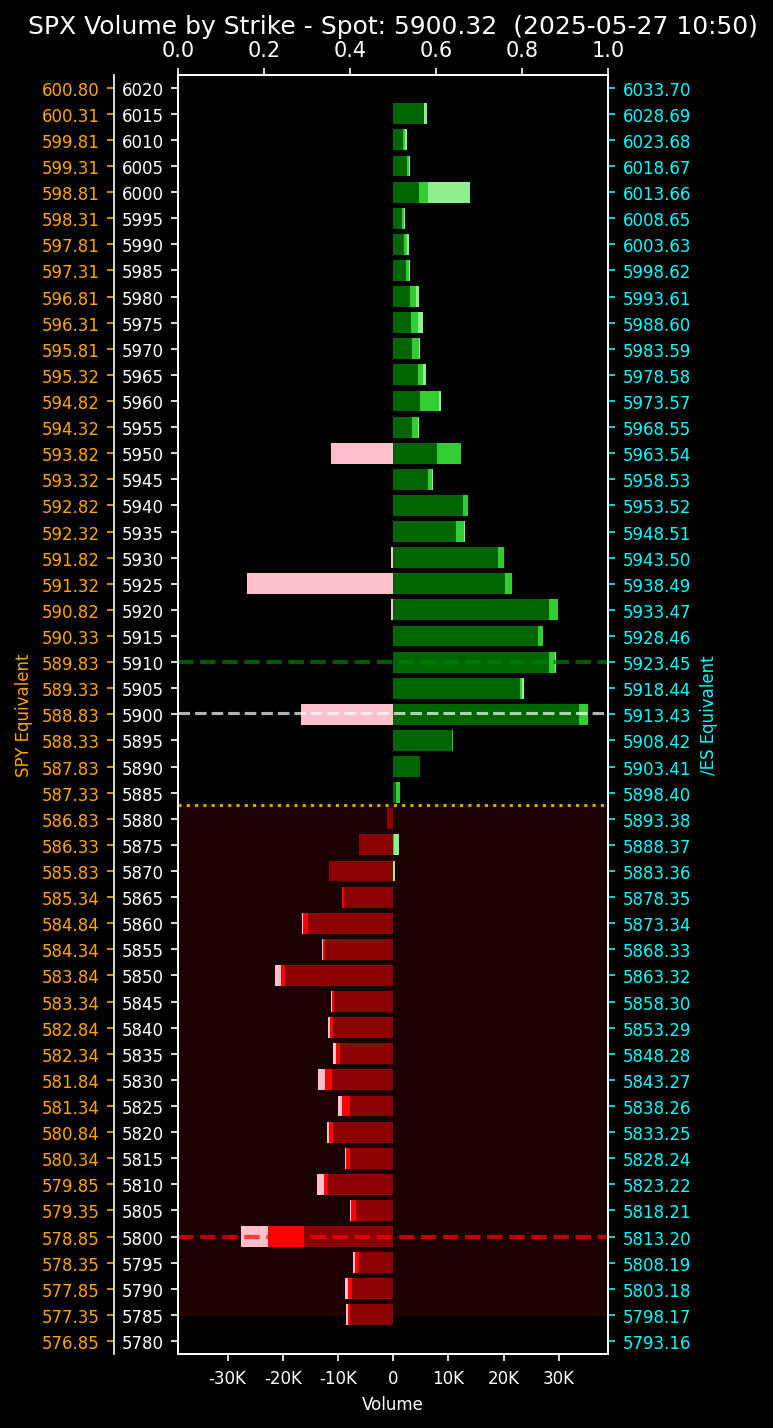 SPX Volume by Strike - Spot: 5900.32 (2025-05-27 10:50)
0.0 0.2 0.4 0.6 0.8 1.0
600.80 6020 6033.70
600.31 6015 6028.69
599.81 6010 6023.68
599.31 6005 6018.67
598.81 6000 6013.66
598.31 5995 6008.65
597.81 5990 6003.63
597.31 5985 5998.62
596.81 5980 5993.61
596.31 5975 5988.60
595.81 5970 5983.59
595.32 5965 5978.58
594.82 5960 5973.57
594.32 5955 5968.55
593.82 5950 5963.54
593.32 5945 5958.53
592.82 5940 5953.52
592.32 5935 5948.51
591.82 5930 5943.50
591.32 5925 5938.49
590.82 5920 5933.47
590.33 5915 5928.46
589.83 5910 5923.45
589.33 5905 5918.44
588.83 5900 5913.43
588.33 5895 5908.42
587.83 5890 5903.41
587.33 5885 5898.40
586.83 5880 5893.38
586.33 5875 5888.37
585.83 5870 5883.36
585.34 5865 5878.35
584.84 5860 5873.34
584.34 5855 5868.33
583.84 5850 5863.32
583.34 5845 5858.30
582.84 5840 5853.29
582.34 5835 5848.28
581.84 5830 5843.27
581.34 5825 5838.26
580.84 5820 5833.25
580.34 5815 5828.24
579.85 5810 5823.22
579.35 5805 5818.21
578.85 5800 5813.20
578.35 5795 5808.19
577.85 5790 5803.18
577.35 5785 5798.17
576.85 5780 5793.16
SPY Equivalent
/ES Equivalent
-30K -20K -10K 0 10K 20K 30K
Volume